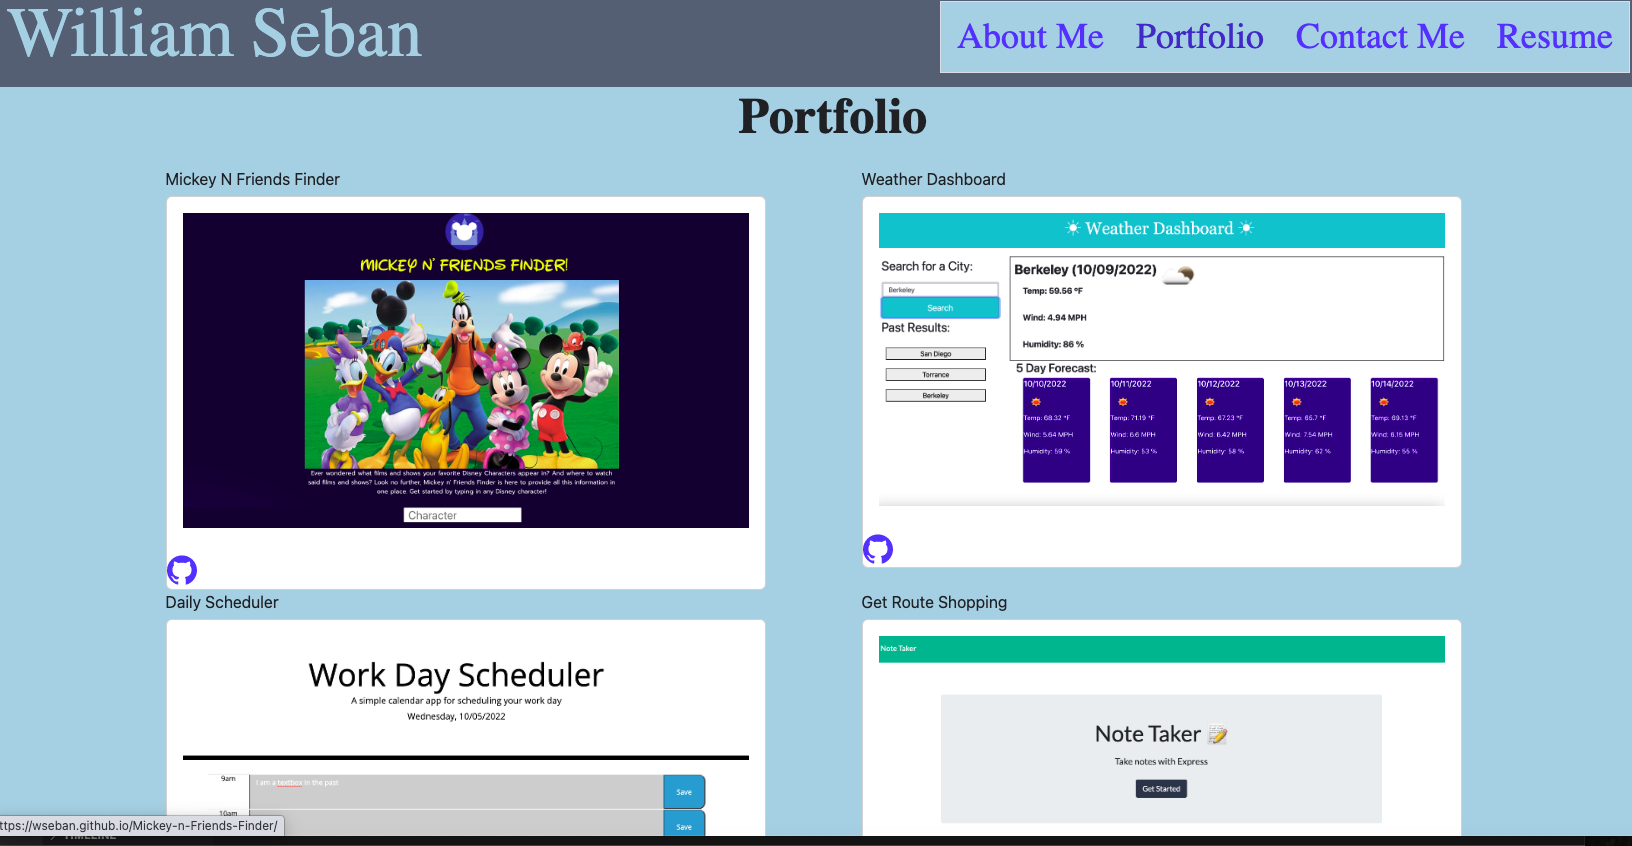 William Seban
About Me Portfolio Contact Me Resume
Portfolio
Mickey N Friends Finder
MICKEY N' FRIENDS FINDER!
Ever wondered what films and shows your favorite Disney Characters appear in? And where to watch
said films and shows? Look no further, Mickey n' Friends Finder is here to provide all this information in
one place. Get started by typing in any Disney character!
Character
Weather Dashboard
☀ Weather Dashboard ☀
Search for a City:
Berkeley
Search
Past Results:
San Diego
Torrance
Berkeley
Berkeley (10/09/2022)
Temp: 59.56 °F
Wind: 4.94 MPH
Humidity: 86 %
5 Day Forecast:
10/10/2022 10/11/2022 10/12/2022 10/13/2022 10/14/2022
Temp: 68.32 °F Temp: 71.19 °F Temp: 67.23 °F Temp: 65.7 °F Temp: 69.13 °F
Wind: 5.64 MPH Wind: 6.6 MPH Wind: 6.42 MPH Wind: 7.54 MPH Wind: 6.15 MPH
Humidity: 59 % Humidity: 53 % Humidity: 58 % Humidity: 62 % Humidity: 55 %
Daily Scheduler
Work Day Scheduler
A simple calendar app for scheduling your work day
Wednesday, 10/05/2022
9am I am a textbox in the past Save
10am Save
Get Route Shopping
Note Taker
Note Taker 📝
Take notes with Express
Get Started
ttps://wseban.github.io/Mickey-n-Friends-Finder/
TIMELINE